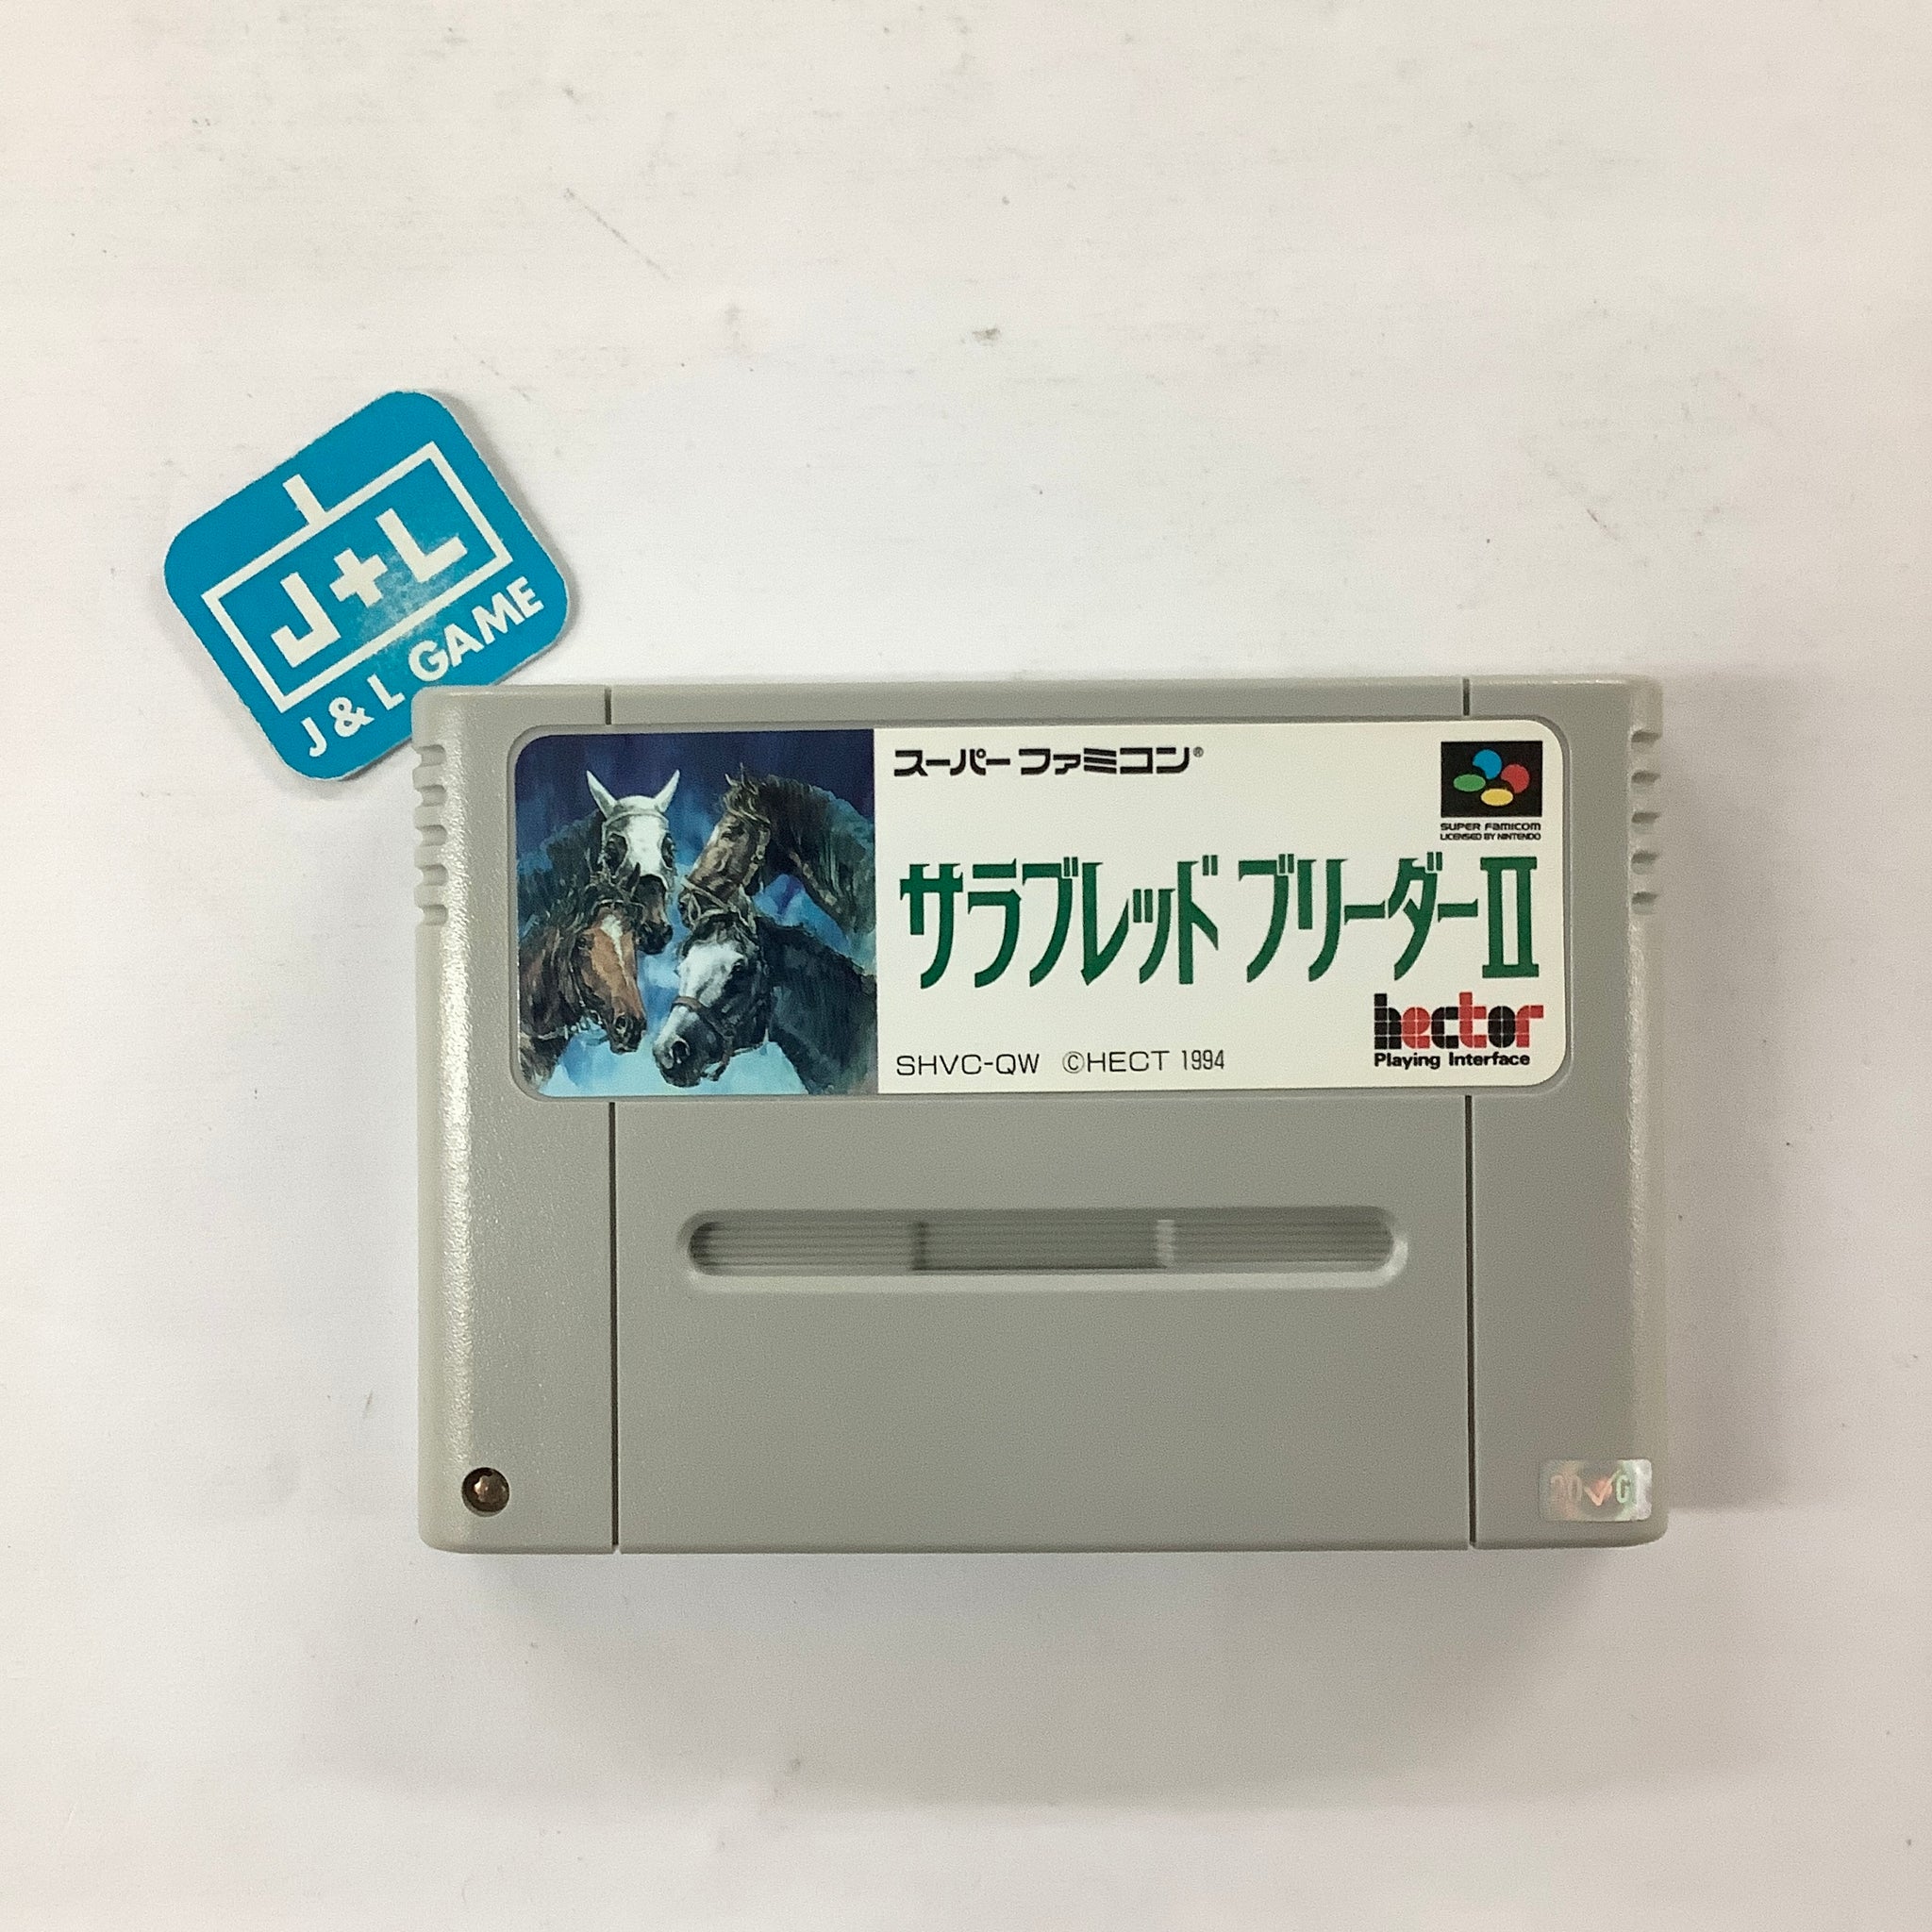 J+L
J & L GAME
スーパーファミコン®
SUPER FAMICOM
LICENSED BY NINTENDO
サラブレッドブリーダーII
hector
Playing Interface
SHVC-QW ©HECT 1994